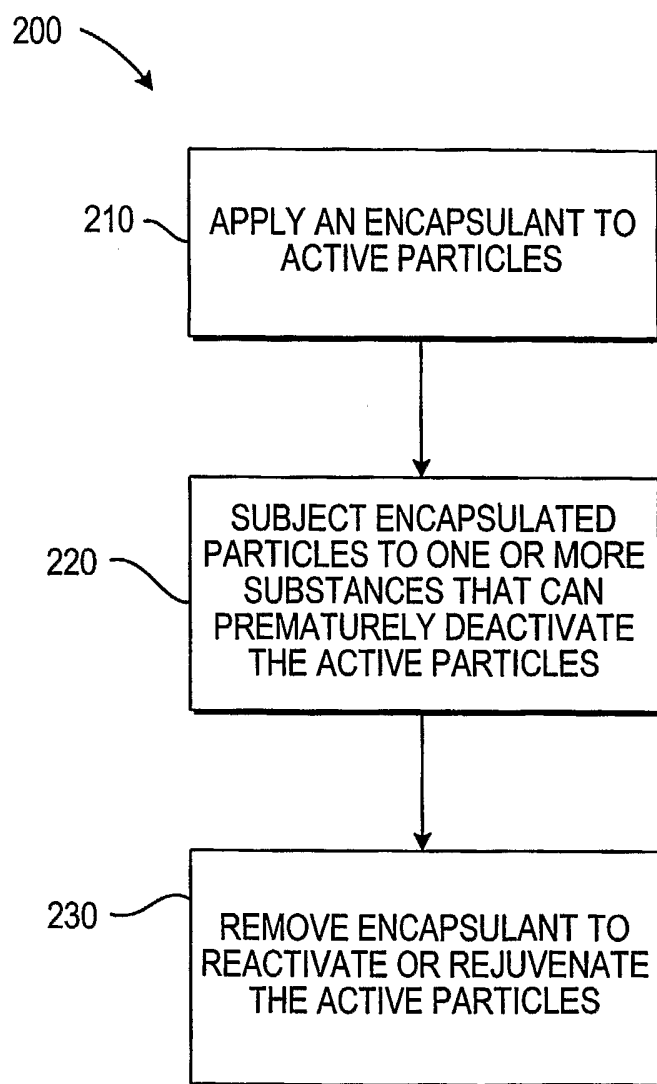 200
210
APPLY AN ENCAPSULANT TO
ACTIVE PARTICLES
220
SUBJECT ENCAPSULATED
PARTICLES TO ONE OR MORE
SUBSTANCES THAT CAN
PREMATURELY DEACTIVATE
THE ACTIVE PARTICLES
230
REMOVE ENCAPSULANT TO
REACTIVATE OR REJUVENATE
THE ACTIVE PARTICLES